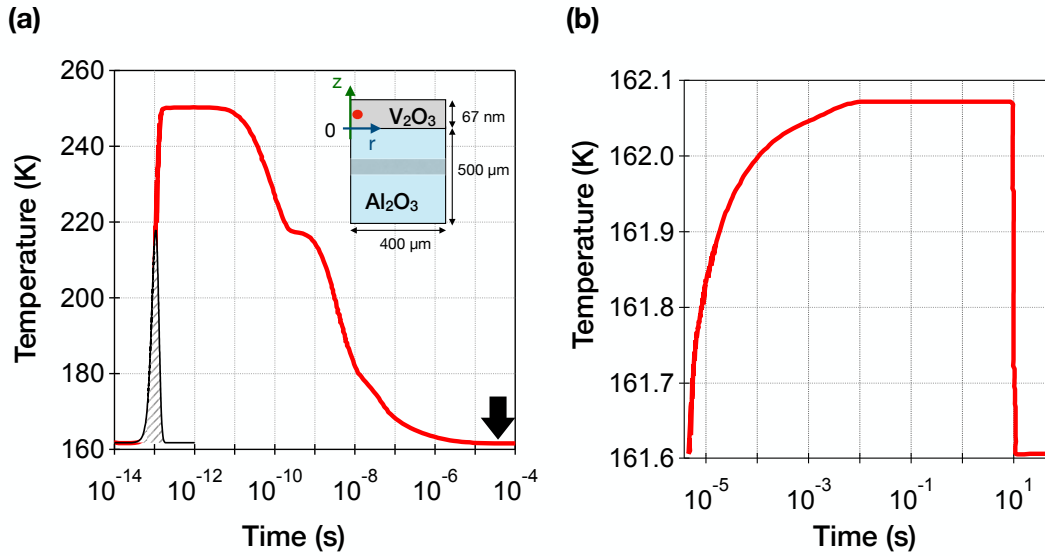 (a)
(b)
Temperature (K)
260
240
220
200
180
160
10⁻¹⁴
10⁻¹²
10⁻¹⁰
10⁻⁸
10⁻⁶
10⁻⁴
Time (s)
z
0
r
V₂O₃
67 nm
500 µm
Al₂O₃
400 µm
Temperature (K)
162.1
162.0
161.9
161.8
161.7
161.6
10⁻⁵
10⁻³
10⁻¹
10¹
Time (s)